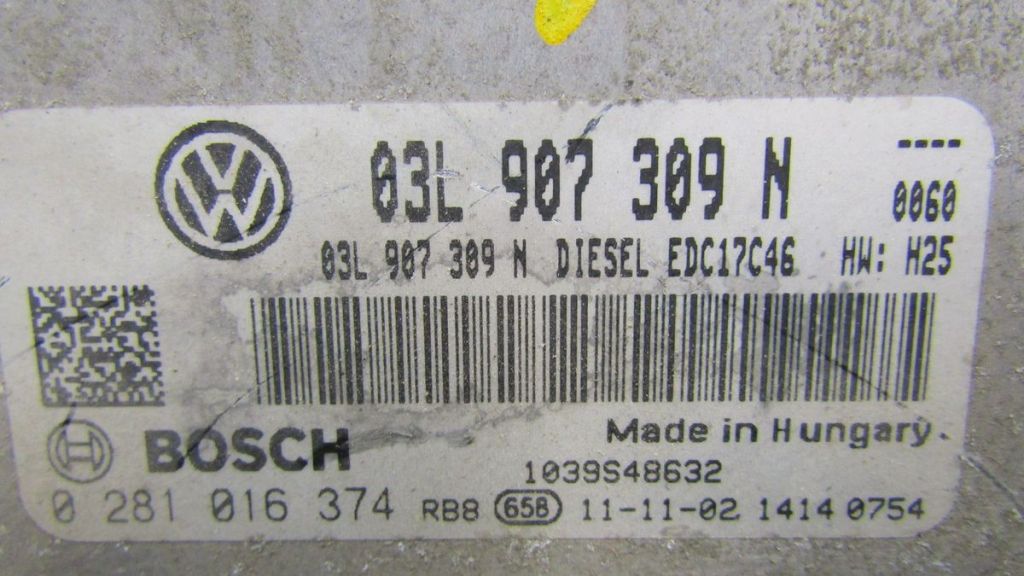 03L 907 309 N ----
0060
03L 907 309 N DIESEL EDC17C46 HW: H25
BOSCH Made in Hungary.
1039S48632
0 281 016 374 RB8 658 11-11-02 1414 0754